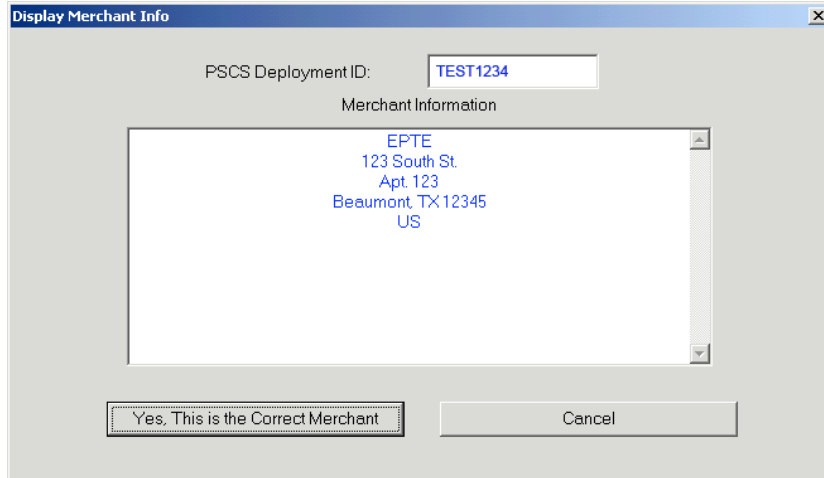 Display Merchant Info
PSCS Deployment ID: TEST1234
Merchant Information
EPTE
123 South St.
Apt. 123
Beaumont, TX 12345
US
Yes, This is the Correct Merchant Cancel